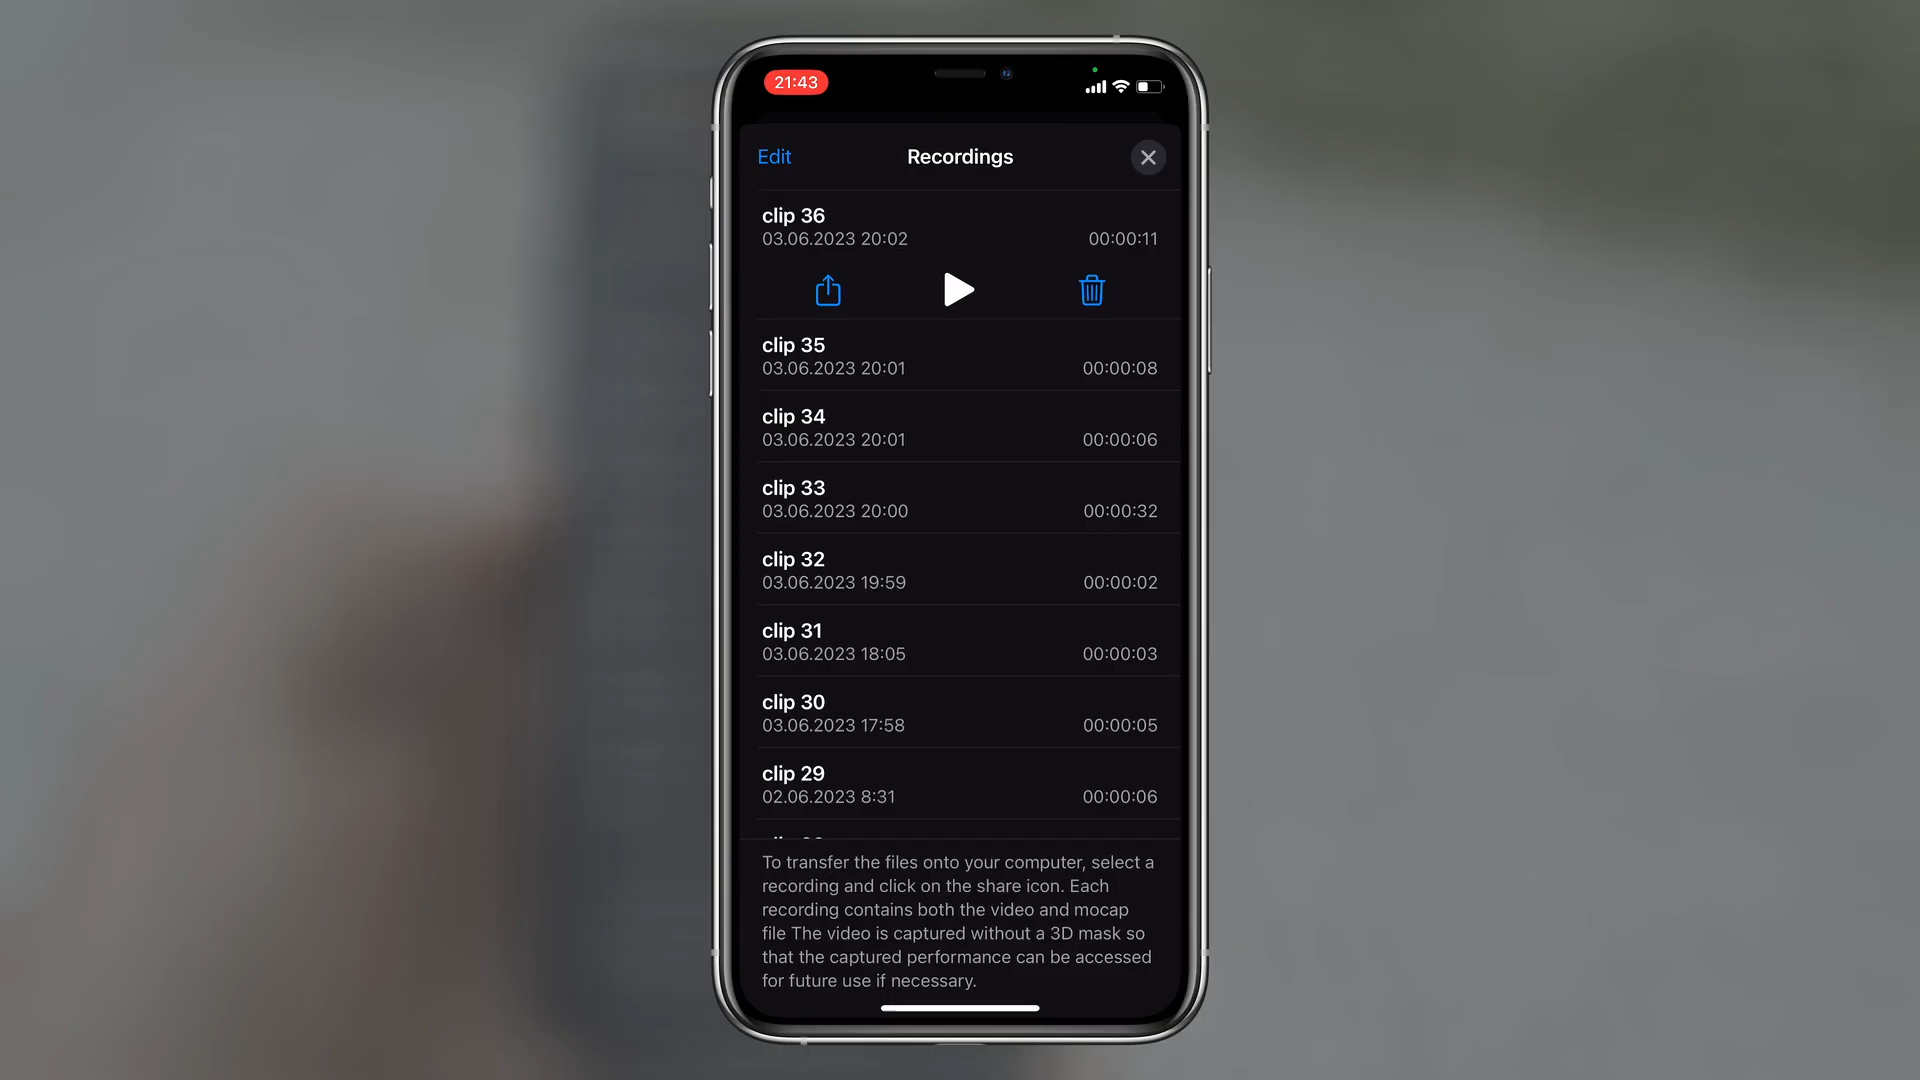 21:43
Edit
Recordings
clip 36
03.06.2023 20:02
00:00:11
clip 35
03.06.2023 20:01
00:00:08
clip 34
03.06.2023 20:01
00:00:06
clip 33
03.06.2023 20:00
00:00:32
clip 32
03.06.2023 19:59
00:00:02
clip 31
03.06.2023 18:05
00:00:03
clip 30
03.06.2023 17:58
00:00:05
clip 29
02.06.2023 8:31
00:00:06
To transfer the files onto your computer, select a
recording and click on the share icon. Each
recording contains both the video and mocap
file The video is captured without a 3D mask so
that the captured performance can be accessed
for future use if necessary.